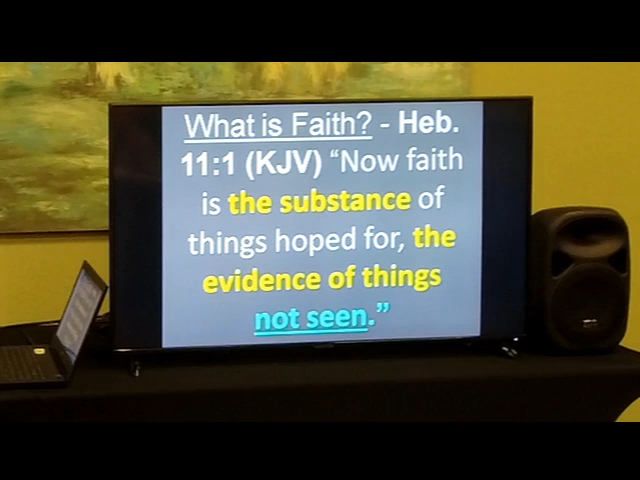 What is Faith? - Heb.
11:1 (KJV) “Now faith
is the substance of
things hoped for, the
evidence of things
not seen.”